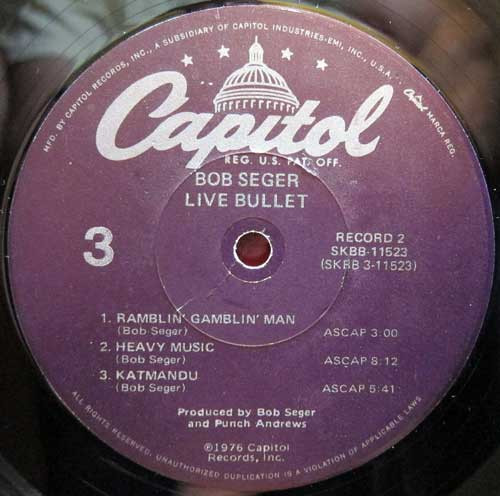 MFD. BY CAPITOL RECORDS, INC., A SUBSIDIARY OF CAPITOL INDUSTRIES-EMI, INC., U.S.A.
Capitol MARCA REG.
Capitol
REG. U.S. PAT. OFF.
BOB SEGER
LIVE BULLET
3
RECORD 2
SKBB-11523
(SKBB 3-11523)
1. RAMBLIN' GAMBLIN' MAN
(Bob Seger) ASCAP 3:00
2. HEAVY MUSIC
(Bob Seger) ASCAP 8:12
3. KATMANDU
(Bob Seger) ASCAP 5:41
Produced by Bob Seger
and Punch Andrews
℗1976 Capitol
Records, Inc.
ALL RIGHTS RESERVED. UNAUTHORIZED DUPLICATION IS A VIOLATION OF APPLICABLE LAWS